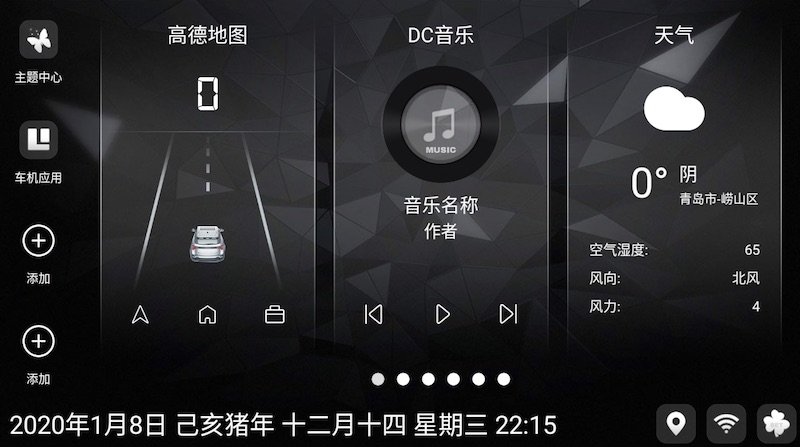 主题中心
车机应用
添加
添加
高德地图
0
DC音乐
MUSIC
音乐名称
作者
天气
0° 阴
青岛市-崂山区
空气湿度: 65
风向: 北风
风力: 4
2020年1月8日 己亥猪年 十二月十四 星期三 22:15
SET